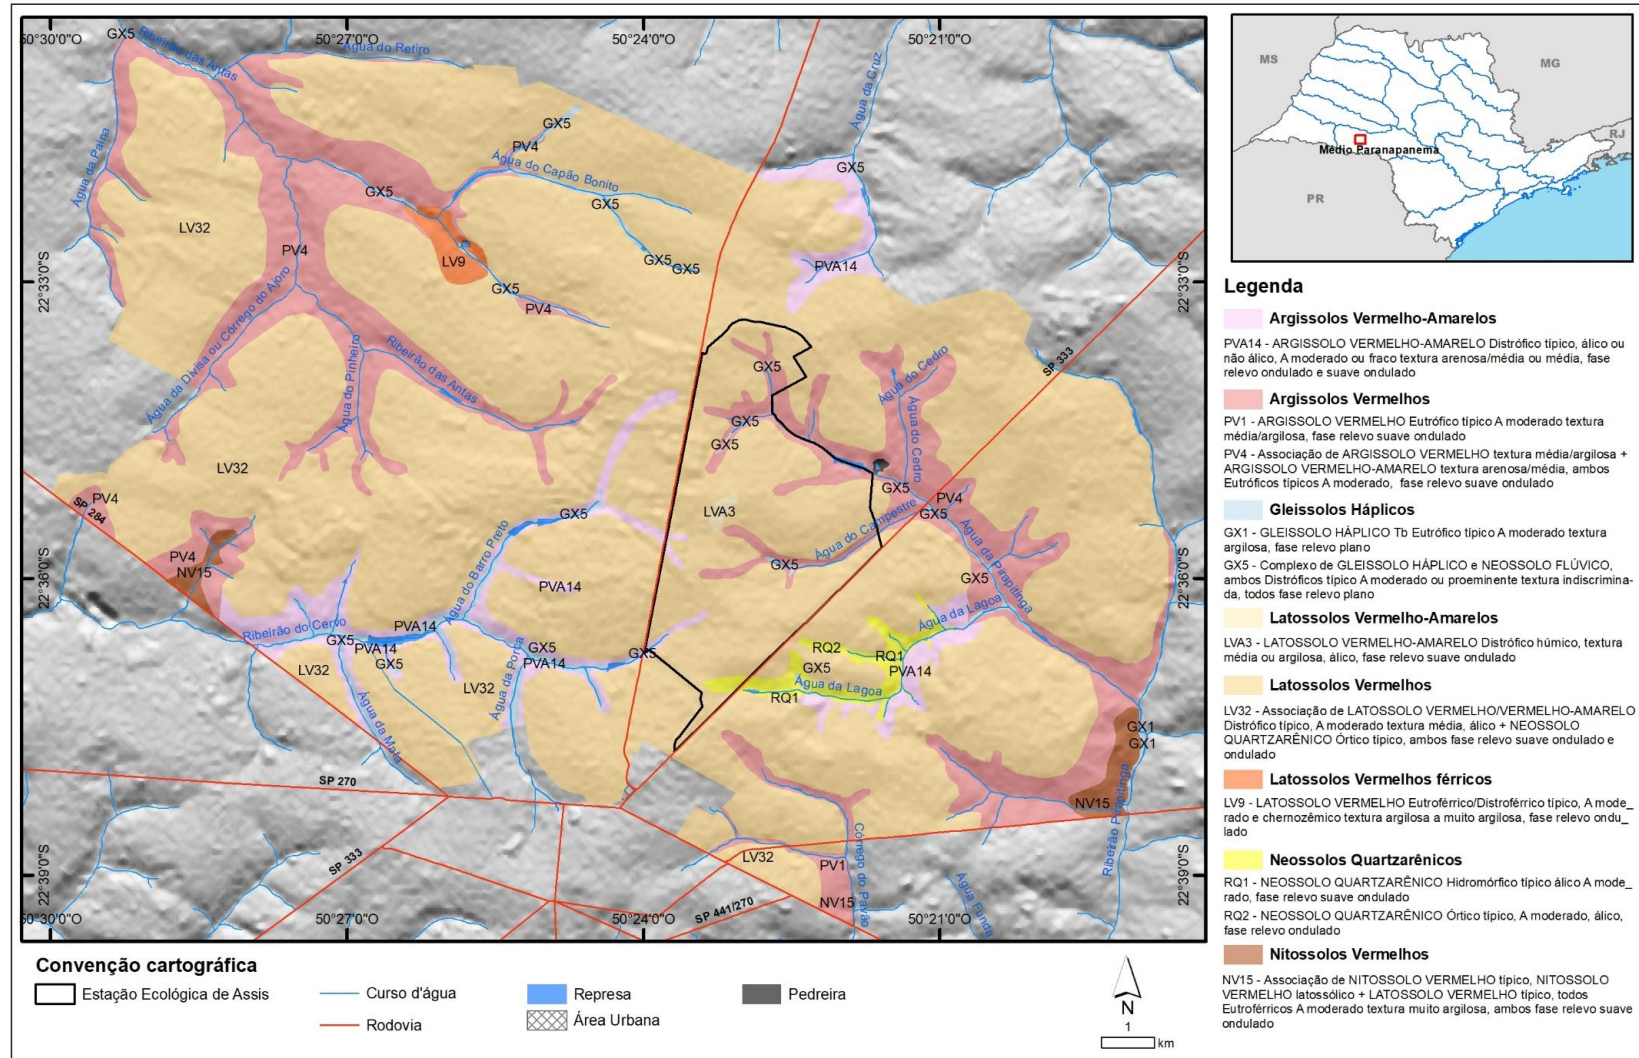 50°30'0"O
50°27'0"O
50°24'0"O
50°21'0"O
GX5
Ribeirão das Antas
Água do Retiro
Água da Cruz
Água da Paina
GX5
PV4
Água do Capão Bonito
GX5
GX5
GX5
LV32
PV4
LV9
GX5
GX5
GX5
PV4
PVA14
22°33'0"S
22°33'0"S
Água da Divisa ou Córrego do Ajoro
Água do Pinheiro
Ribeirão das Antas
GX5
Água do Cedro
SP 333
GX5
GX5
Água do Cedro
LV32
PV4
SP 284
GX5
PV4
LVA3
GX5
GX5
Água do Campestre
Água da Pirapitinga
PV4
NV15
Água do Barro Preto
PVA14
GX5
GX5
22°36'0"S
22°36'0"S
Água da Lagoa
Ribeirão do Cervo
PVA14
GX5
PVA14
GX5
LV32
GX5
PVA14
GX5
LV32
Água da Porca
Água da Mata
RQ2
RQ1
GX5
PVA14
Água da Lagoa
RQ1
GX1
GX1
NV15
Ribeirão Pirapitinga
SP 270
SP 333
LV32
PV1
NV15
Córrego do Pavão
SP 441/270
Água Funda
22°39'0"S
22°39'0"S
50°30'0"O
50°27'0"O
50°24'0"O
50°21'0"O
MS
MG
RJ
PR
Médio Paranapanema
Legenda
Argissolos Vermelho-Amarelos
PVA14 - ARGISSOLO VERMELHO-AMARELO Distrófico típico, álico ou
não álico, A moderado ou fraco textura arenosa/média ou média, fase
relevo ondulado e suave ondulado
Argissolos Vermelhos
PV1 - ARGISSOLO VERMELHO Eutrófico típico A moderado textura
média/argilosa, fase relevo suave ondulado
PV4 - Associação de ARGISSOLO VERMELHO textura média/argilosa +
ARGISSOLO VERMELHO-AMARELO textura arenosa/média, ambos
Eutróficos típicos A moderado, fase relevo suave ondulado
Gleissolos Háplicos
GX1 - GLEISSOLO HÁPLICO Tb Eutrófico típico A moderado textura
argilosa, fase relevo plano
GX5 - Complexo de GLEISSOLO HÁPLICO e NEOSSOLO FLÚVICO,
ambos Distróficos típico A moderado ou proeminente textura indiscrimina-
da, todos fase relevo plano
Latossolos Vermelho-Amarelos
LVA3 - LATOSSOLO VERMELHO-AMARELO Distrófico húmico, textura
média ou argilosa, álico, fase relevo suave ondulado
Latossolos Vermelhos
LV32 - Associação de LATOSSOLO VERMELHO/VERMELHO-AMARELO
Distrófico típico, A moderado textura média, álico + NEOSSOLO
QUARTZARÊNICO Órtico típico, ambos fase relevo suave ondulado e
ondulado
Latossolos Vermelhos férricos
LV9 - LATOSSOLO VERMELHO Eutroférrico/Distroférrico típico, A mode_
rado e chernozêmico textura argilosa a muito argilosa, fase relevo ondu_
lado
Neossolos Quartzarênicos
RQ1 - NEOSSOLO QUARTZARÊNICO Hidromórfico típico álico A mode_
rado, fase relevo suave ondulado
RQ2 - NEOSSOLO QUARTZARÊNICO Órtico típico, A moderado, álico,
fase relevo ondulado
Nitossolos Vermelhos
NV15 - Associação de NITOSSOLO VERMELHO típico, NITOSSOLO
VERMELHO latossólico + LATOSSOLO VERMELHO típico, todos
Eutroférricos A moderado textura muito argilosa, ambos fase relevo suave
ondulado
Convenção cartográfica
Estação Ecológica de Assis
Curso d'água
Rodovia
Represa
Área Urbana
Pedreira
N
1
km